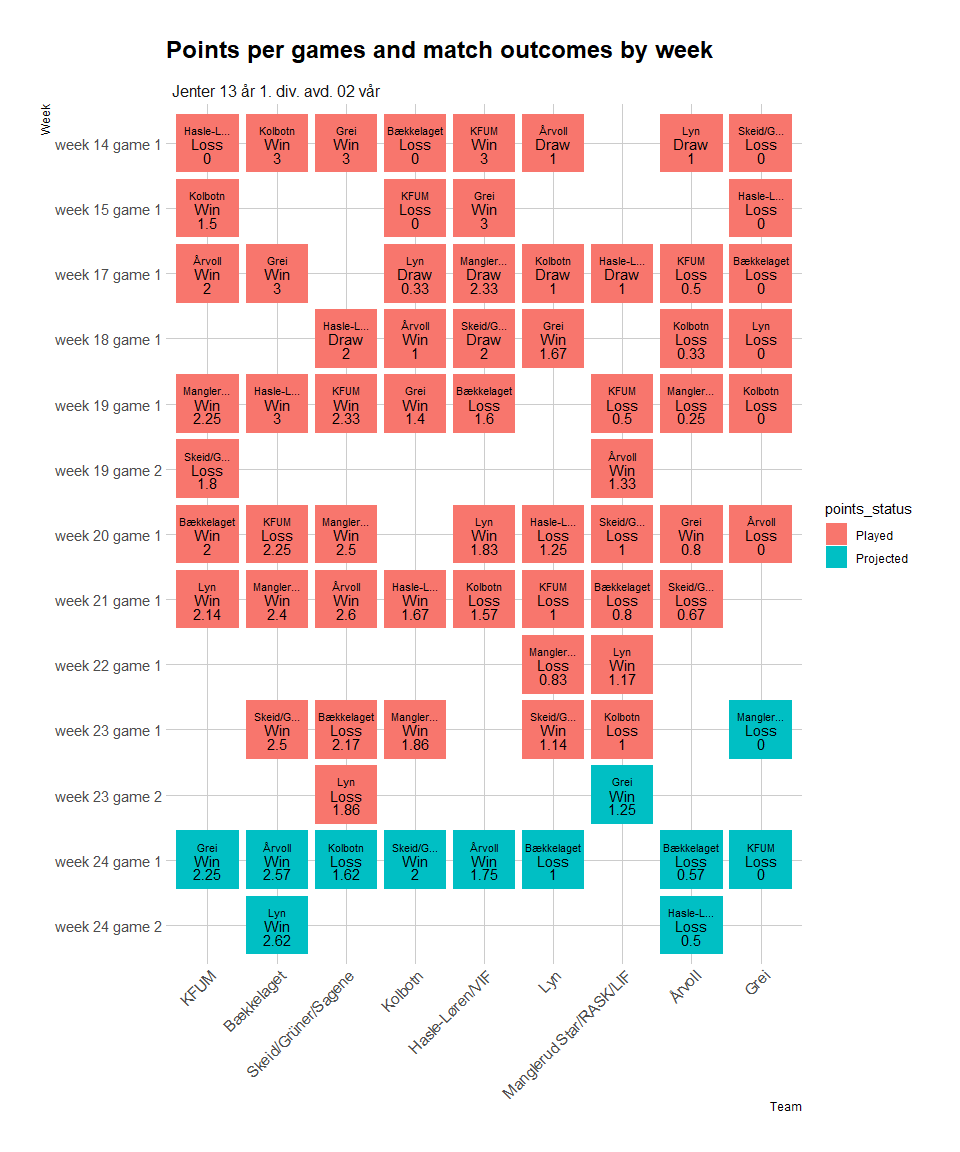 Points per games and match outcomes by week
Jenter 13 år 1. div. avd. 02 vår
Week
Hasle-L... Kolbotn Grei Bækkelaget KFUM Årvoll Lyn Skeid/G...
week 14 game 1 Loss Win Win Loss Win Draw Draw Loss
0 3 3 0 3 1 1 0
Kolbotn KFUM Grei Hasle-L...
week 15 game 1 Win Loss Win Loss
1.5 0 3 0
Årvoll Grei Lyn Mangler... Kolbotn Hasle-L... KFUM Bækkelaget
week 17 game 1 Win Win Draw Draw Draw Draw Loss Loss
2 3 0.33 2.33 1 1 0.5 0
Hasle-L... Årvoll Skeid/G... Grei Kolbotn Lyn
week 18 game 1 Draw Win Draw Win Loss Loss
2 1 2 1.67 0.33 0
Mangler... Hasle-L... KFUM Grei Bækkelaget KFUM Mangler... Kolbotn
week 19 game 1 Win Win Win Win Loss Loss Loss Loss
2.25 3 2.33 1.4 1.6 0.5 0.25 0
Skeid/G... Årvoll
week 19 game 2 Loss Win
1.8 1.33
Bækkelaget KFUM Mangler... Lyn Hasle-L... Skeid/G... Grei Årvoll
week 20 game 1 Win Loss Win Win Loss Loss Win Loss
2 2.25 2.5 1.83 1.25 1 0.8 0
Lyn Mangler... Årvoll Hasle-L... Kolbotn KFUM Bækkelaget Skeid/G...
week 21 game 1 Win Win Win Win Loss Loss Loss Loss
2.14 2.4 2.6 1.67 1.57 1 0.8 0.67
Mangler... Lyn
week 22 game 1 Loss Win
0.83 1.17
Skeid/G... Bækkelaget Mangler... Skeid/G... Kolbotn Mangler...
week 23 game 1 Win Loss Win Win Loss Loss
2.5 2.17 1.86 1.14 1 0
Lyn Grei
week 23 game 2 Loss Win
1.86 1.25
Grei Årvoll Kolbotn Skeid/G... Årvoll Bækkelaget Bækkelaget KFUM
week 24 game 1 Win Win Loss Win Win Loss Loss Loss
2.25 2.57 1.62 2 1.75 1 0.57 0
Lyn Hasle-L...
week 24 game 2 Win Loss
2.62 0.5
KFUM
Bækkelaget
Skeid/Grüner/Sagene
Kolbotn
Hasle-Løren/VIF
Lyn
Manglerud Star/RASK/LIF
Årvoll
Grei
Team
points_status
Played
Projected